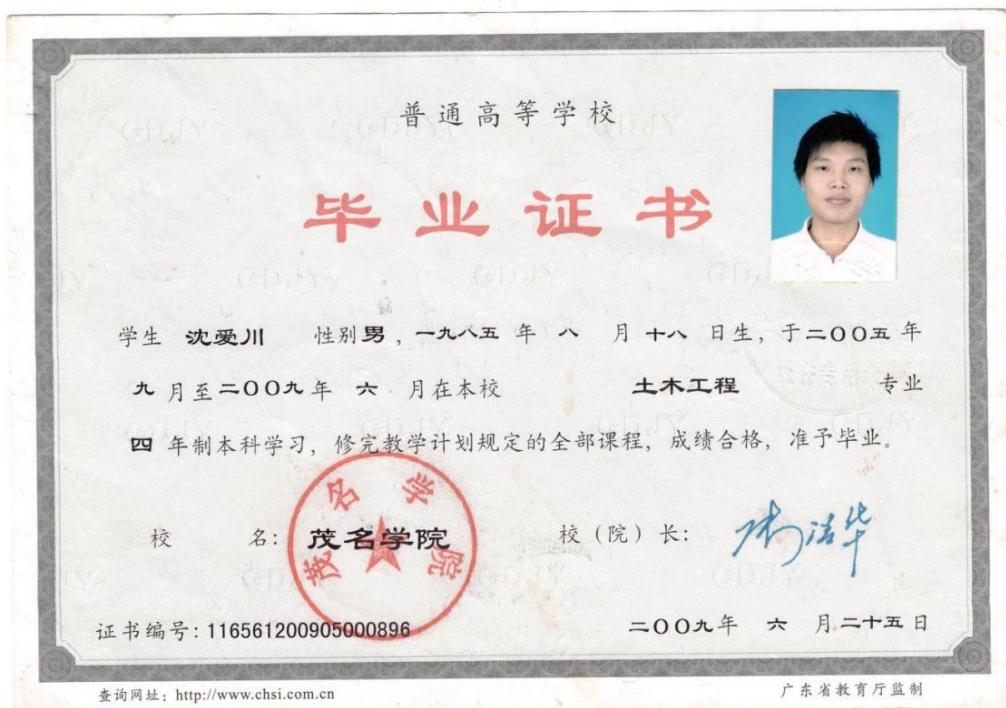 普通高等学校
毕业证书
学生 沈爱川 性别男，一九八五 年 八 月 十八 日生，于二〇〇五年
九 月至二〇〇九年 六 月在本校 土木工程 专业
四 年制本科学习，修完教学计划规定的全部课程，成绩合格，准予毕业。
校 名：茂名学院 校（院）长：
茂名学院
证书编号：116561200905000896 二〇〇九年 六 月二十五日
查询网址：http://www.chsi.com.cn 广东省教育厅监制